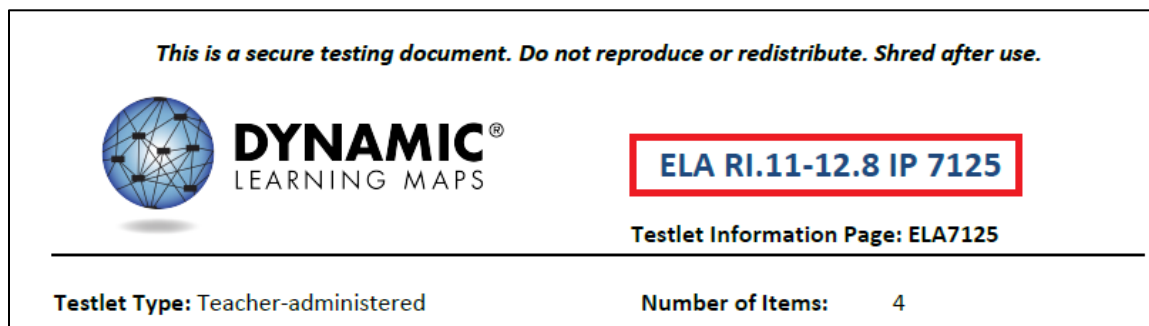 This is a secure testing document. Do not reproduce or redistribute. Shred after use.
DYNAMIC®
LEARNING MAPS
ELA RI.11-12.8 IP 7125
Testlet Information Page: ELA7125
Testlet Type: Teacher-administered
Number of Items: 4